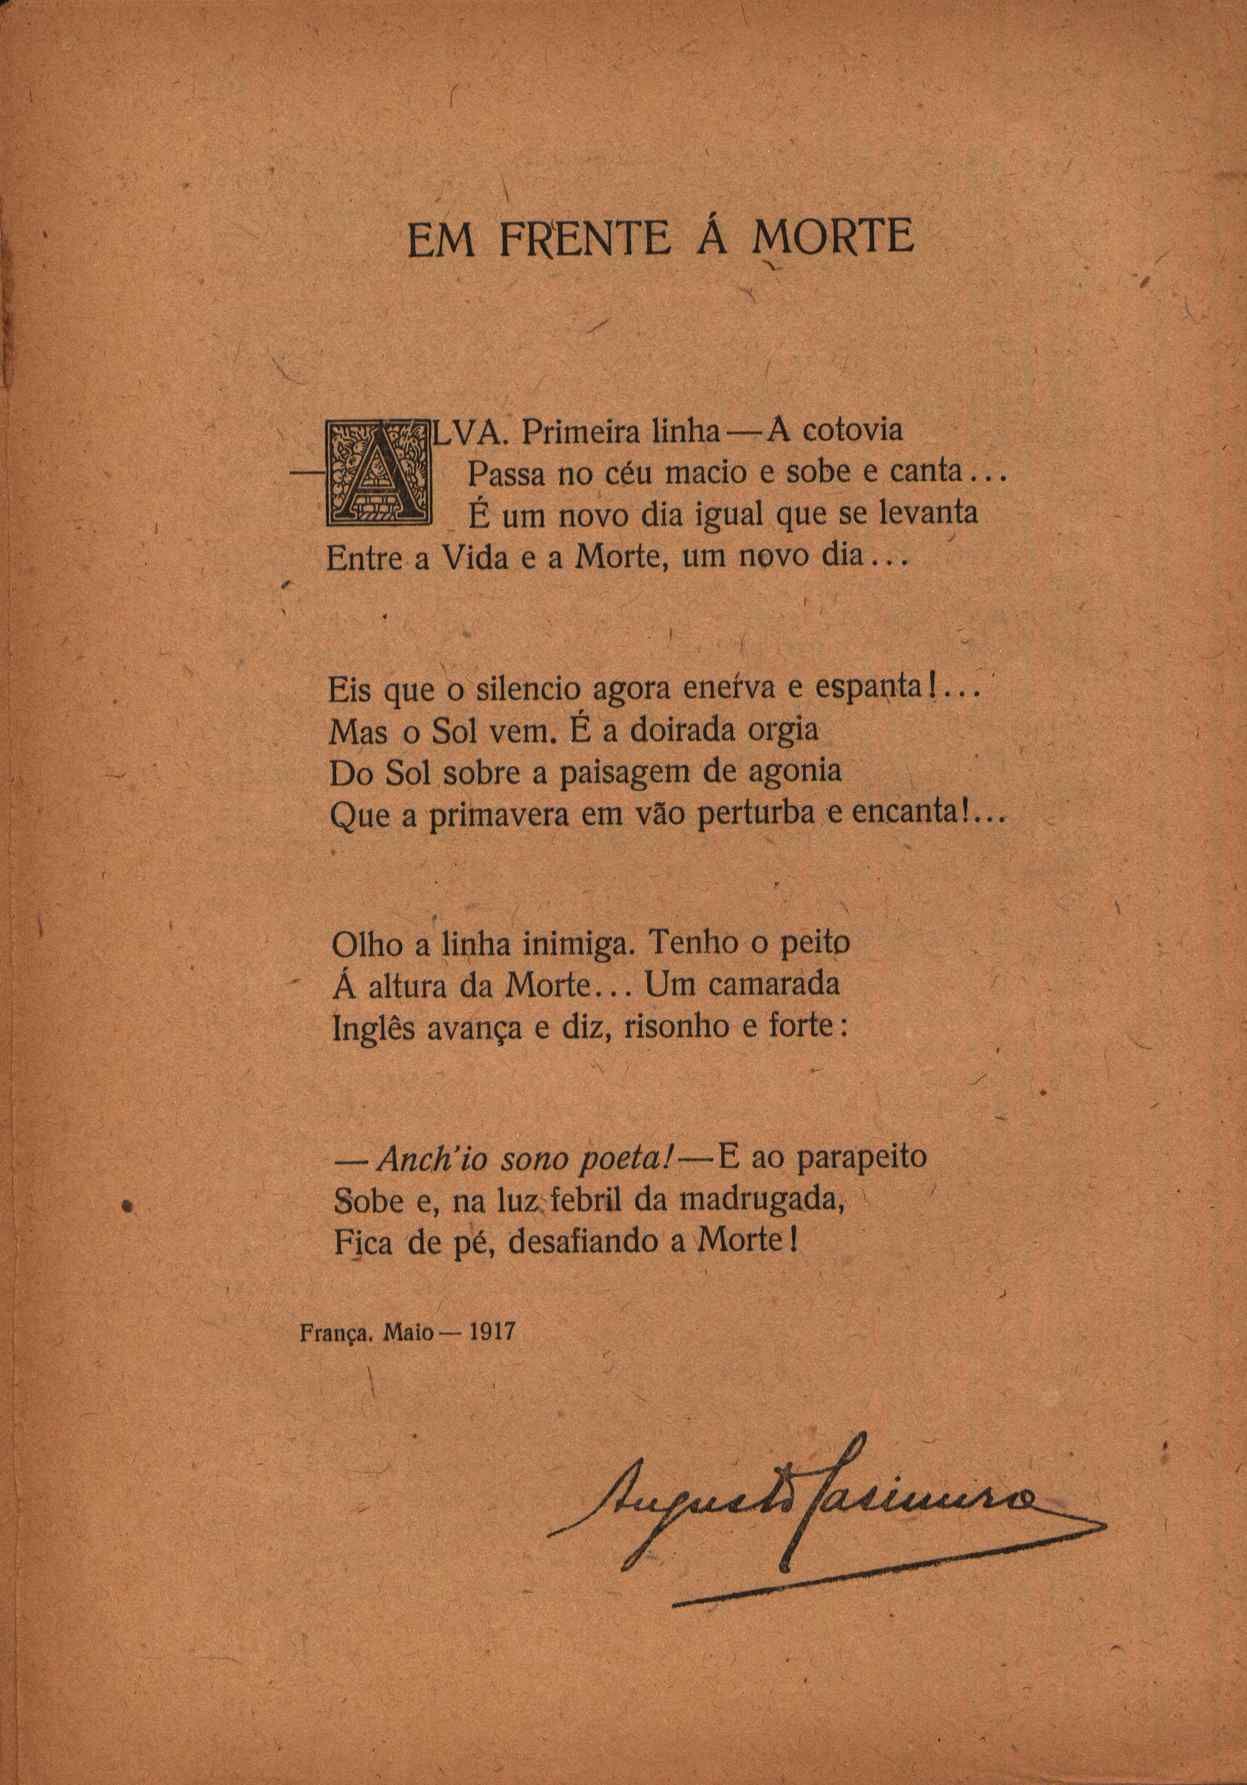 EM FRENTE Á MORTE
—ALVA. Primeira linha—A cotovia
Passa no céu macio e sobe e canta...
É um novo dia igual que se levanta
Entre a Vida e a Morte, um novo dia...
Eis que o silencio agora enerva e espanta!...
Mas o Sol vem. É a doirada orgia
Do Sol sobre a paisagem de agonia
Que a primavera em vão perturba e encanta!...
Olho a linha inimiga. Tenho o peito
Á altura da Morte... Um camarada
Inglês avança e diz, risonho e forte:
—Anch'io sono poeta!—E ao parapeito
Sobe e, na luz febril da madrugada,
Fica de pé, desafiando a Morte!
França. Maio—1917
Augusto Casimiro